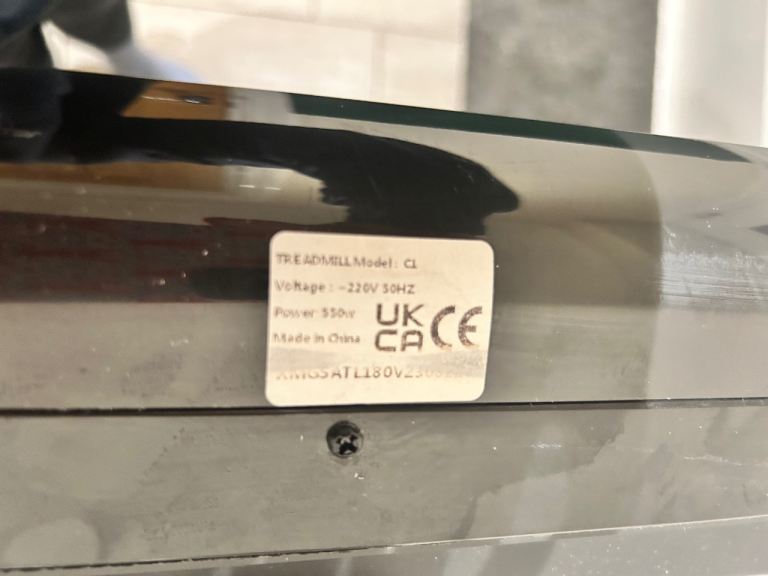 TREADMILL Model: C1
Voltage: ~220V 50HZ
Power: 550w
Made in China
UK
CA CE